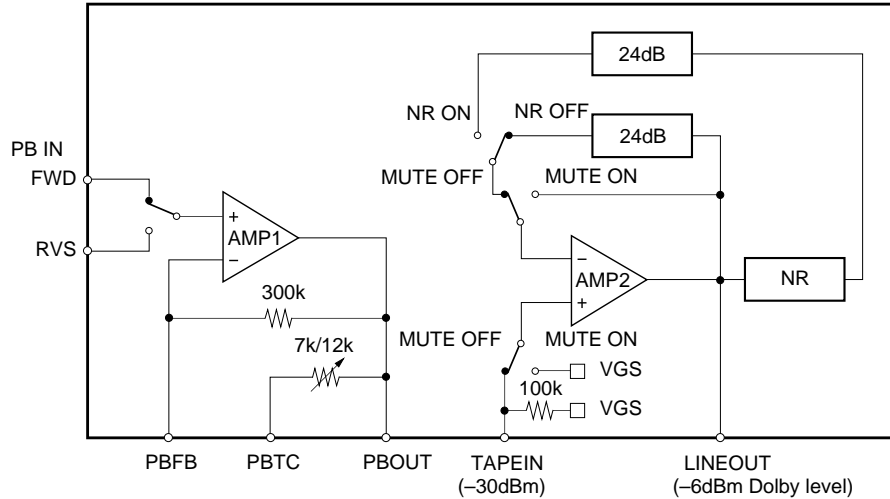 24dB
NR ON
NR OFF
24dB
PB IN
FWD
MUTE OFF
MUTE ON
+
AMP1
–
RVS
–
AMP2
+
NR
300k
7k/12k
MUTE OFF
MUTE ON
VGS
100k
VGS
PBFB
PBTC
PBOUT
TAPEIN
(–30dBm)
LINEOUT
(–6dBm Dolby level)